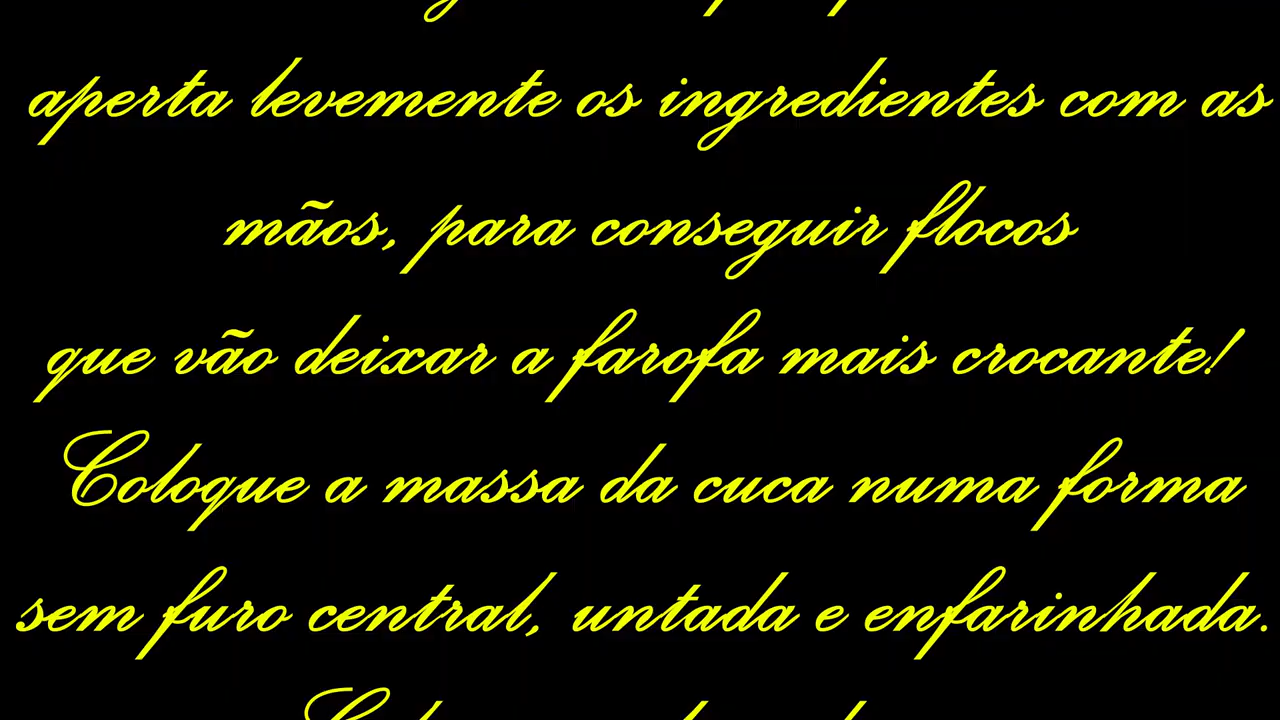 aperta levemente os ingredientes com as
mãos, para conseguir flocos
que vão deixar a farofa mais crocante!
Coloque a massa da cuca numa forma
sem furo central, untada e enfarinhada.